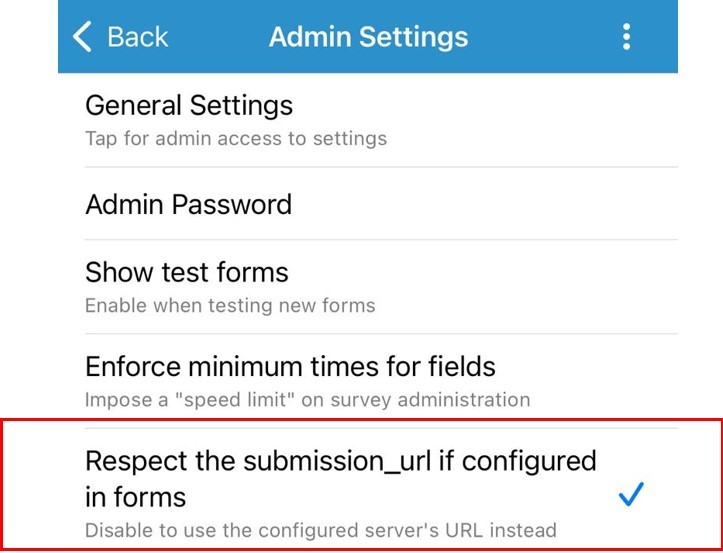 Back
Admin Settings
General Settings
Tap for admin access to settings
Admin Password
Show test forms
Enable when testing new forms
Enforce minimum times for fields
Impose a "speed limit" on survey administration
Respect the submission_url if configured
in forms
Disable to use the configured server's URL instead